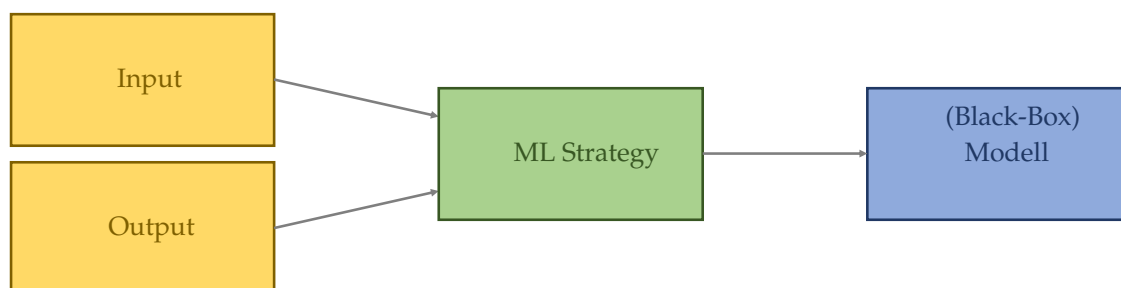 Input
Output
ML Strategy
(Black-Box)
Modell